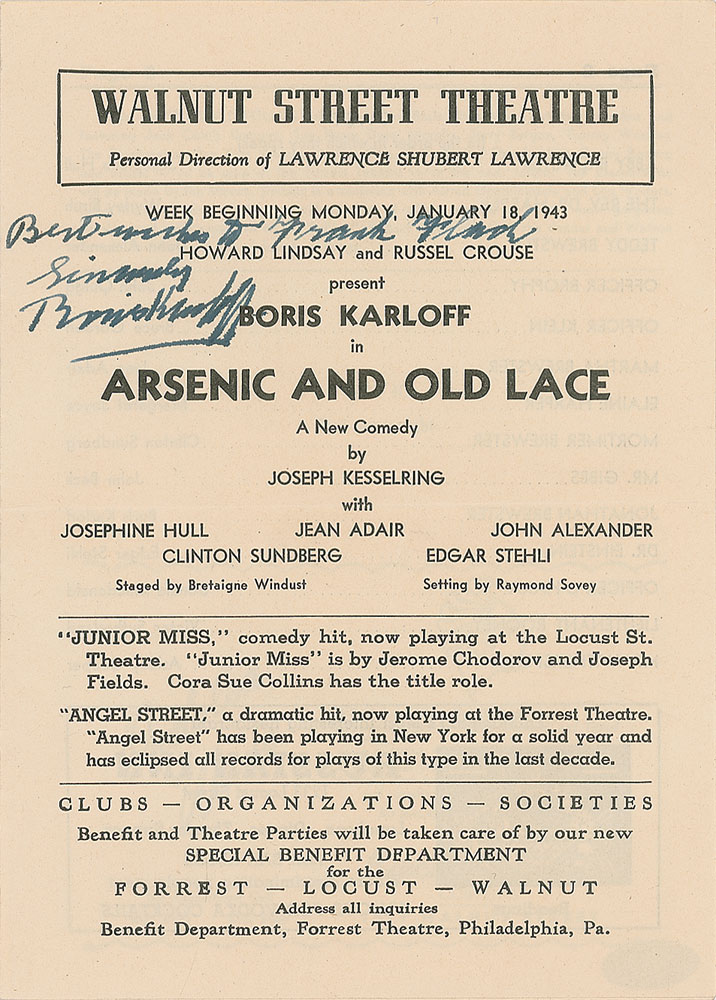 WALNUT STREET THEATRE
Personal Direction of LAWRENCE SHUBERT LAWRENCE
WEEK BEGINNING MONDAY, JANUARY 18, 1943
Best wishes to Frank
HOWARD LINDSAY and RUSSEL CROUSE
Sincerely
present
Boris Karloff
BORIS KARLOFF
in
ARSENIC AND OLD LACE
A New Comedy
by
JOSEPH KESSELRING
with
JOSEPHINE HULL JEAN ADAIR JOHN ALEXANDER
CLINTON SUNDBERG EDGAR STEHLI
Staged by Bretaigne Windust Setting by Raymond Sovey
"JUNIOR MISS," comedy hit, now playing at the Locust St.
Theatre. "Junior Miss" is by Jerome Chodorov and Joseph
Fields. Cora Sue Collins has the title role.
"ANGEL STREET," a dramatic hit, now playing at the Forrest Theatre.
"Angel Street" has been playing in New York for a solid year and
has eclipsed all records for plays of this type in the last decade.
CLUBS — ORGANIZATIONS — SOCIETIES
Benefit and Theatre Parties will be taken care of by our new
SPECIAL BENEFIT DEPARTMENT
for the
FORREST — LOCUST — WALNUT
Address all inquiries
Benefit Department, Forrest Theatre, Philadelphia, Pa.